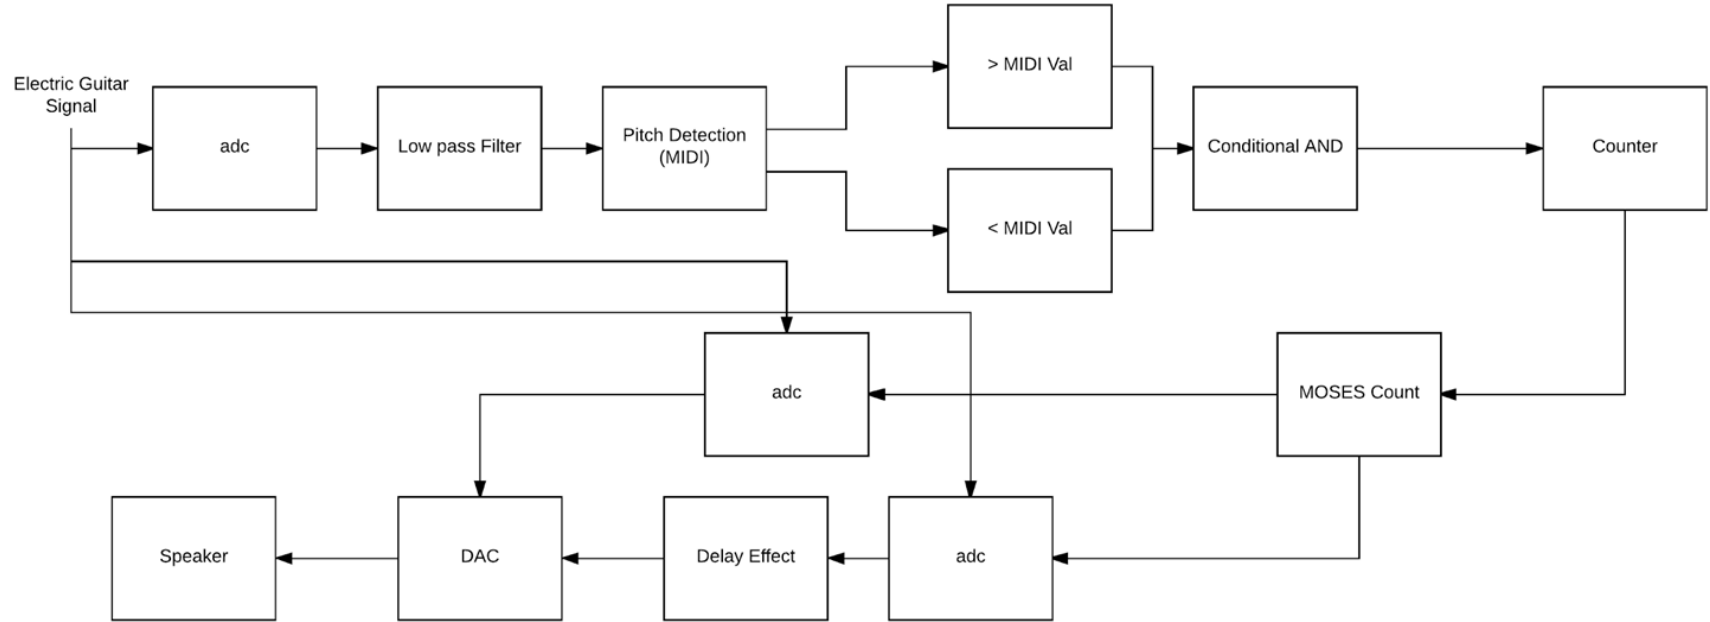 Electric Guitar
Signal
adc
Low pass Filter
Pitch Detection
(MIDI)
> MIDI Val
< MIDI Val
Conditional AND
Counter
adc
MOSES Count
Speaker
DAC
Delay Effect
adc